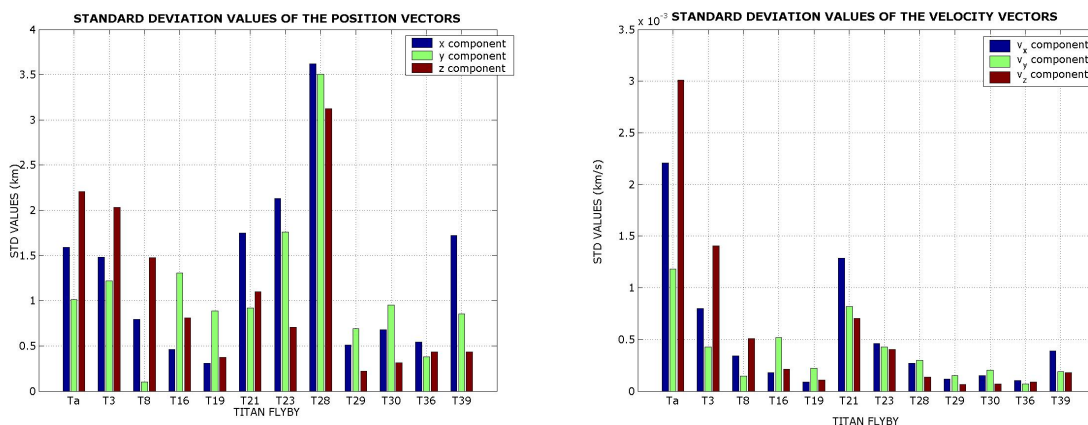 STANDARD DEVIATION VALUES OF THE POSITION VECTORS
4
3.5
3
2.5
2
1.5
1
0.5
0
STD VALUES (km)
x component
y component
z component
Ta T3 T8 T16 T19 T21 T23 T28 T29 T30 T36 T39
TITAN FLYBY
x 10⁻³ STANDARD DEVIATION VALUES OF THE VELOCITY VECTORS
3.5
3
2.5
2
1.5
1
0.5
0
STD VALUES (km/s)
vₓ component
v_y component
v_z component
Ta T3 T8 T16 T19 T21 T23 T28 T29 T30 T36 T39
TITAN FLYBY